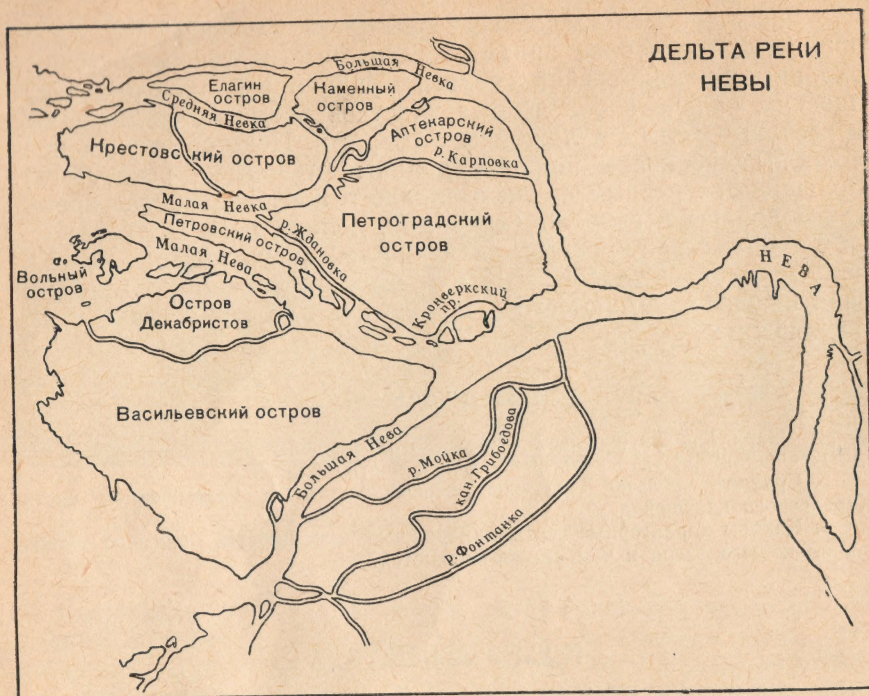 ДЕЛЬТА РЕКИ
НЕВЫ
Большая Невка
Елагин
остров
Каменный
остров
Средняя Невка
Аптекарский
остров
Крестовский остров
р. Карповка
Малая Невка
Петроградский
остров
Петровский остров
р. Ждановка
Малая Нева
НЕВА
Вольный
остров
Остров
Декабристов
Кронверкский
пр.
Васильевский остров
Большая Нева
р. Мойка
кан. Грибоедова
р. Фонтанка